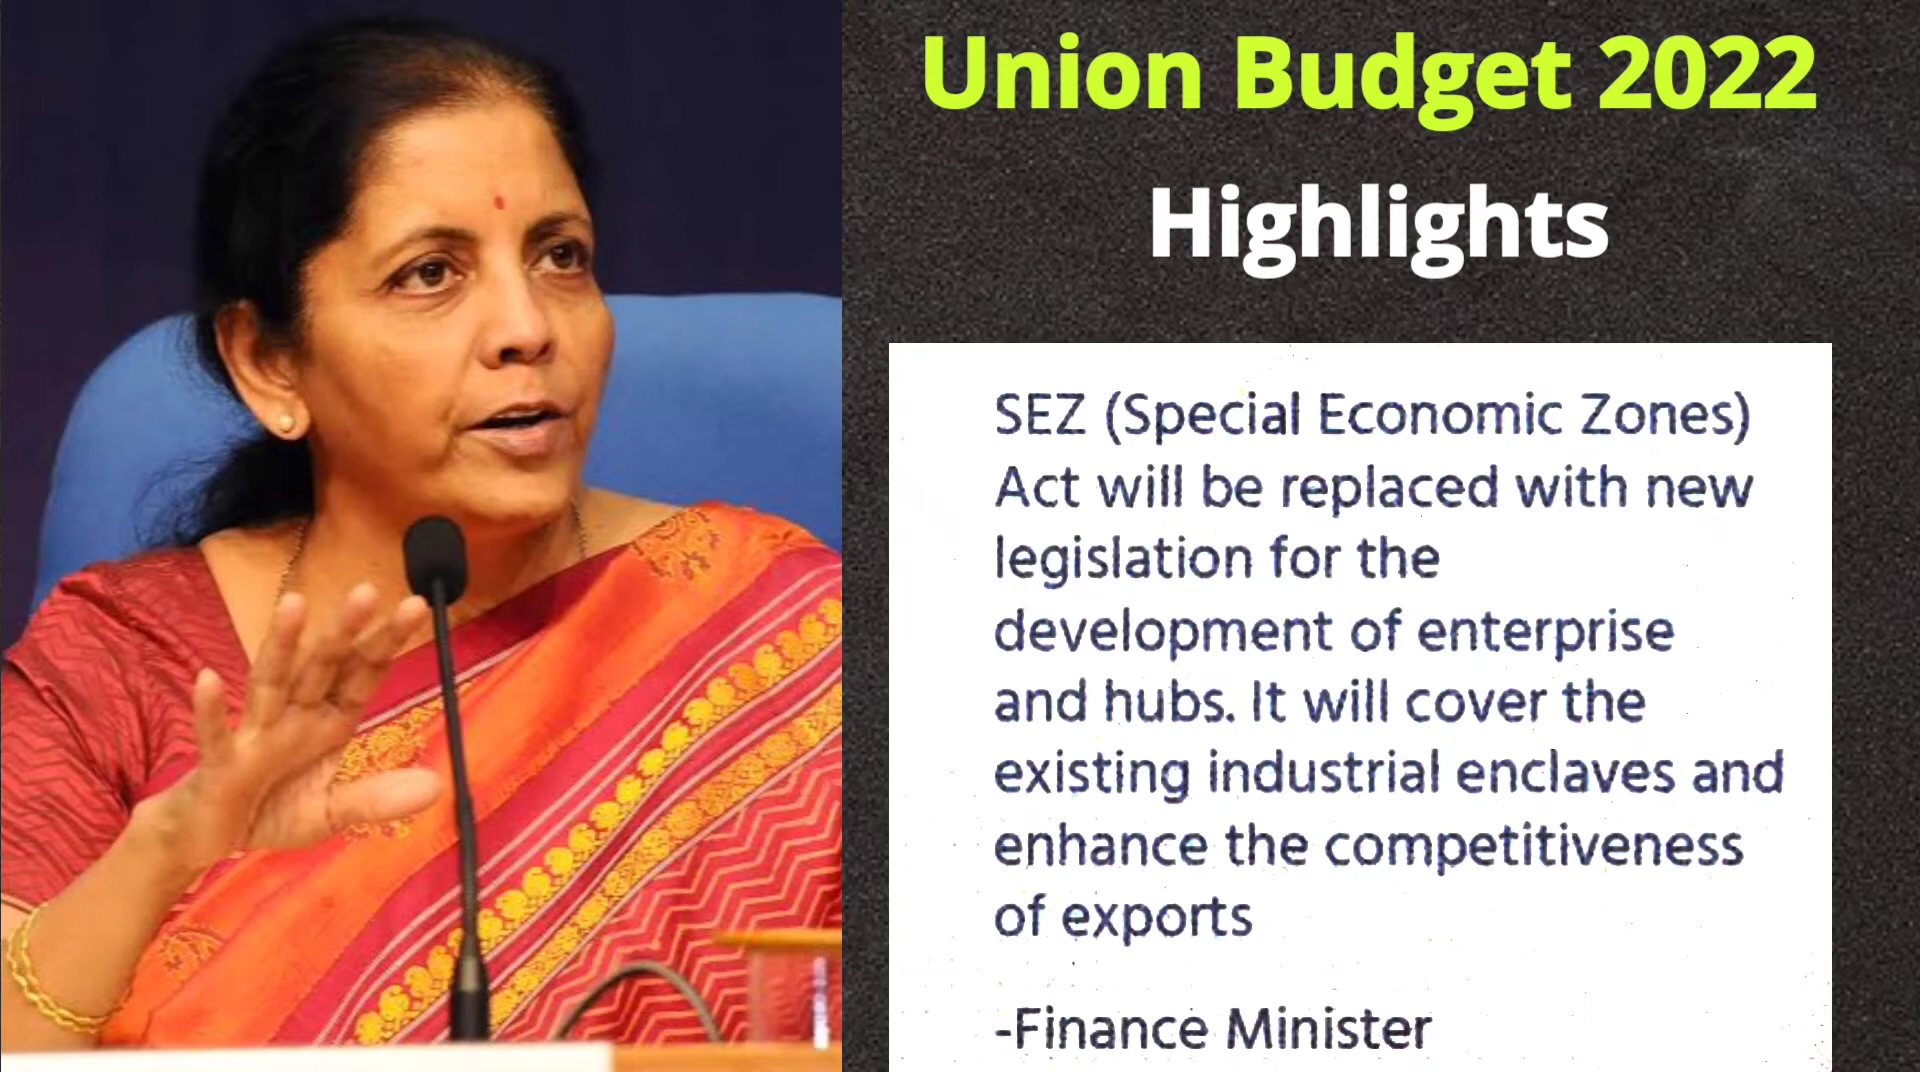 Union Budget 2022
Highlights
SEZ (Special Economic Zones)
Act will be replaced with new
legislation for the
development of enterprise
and hubs. It will cover the
existing industrial enclaves and
enhance the competitiveness
of exports
-Finance Minister